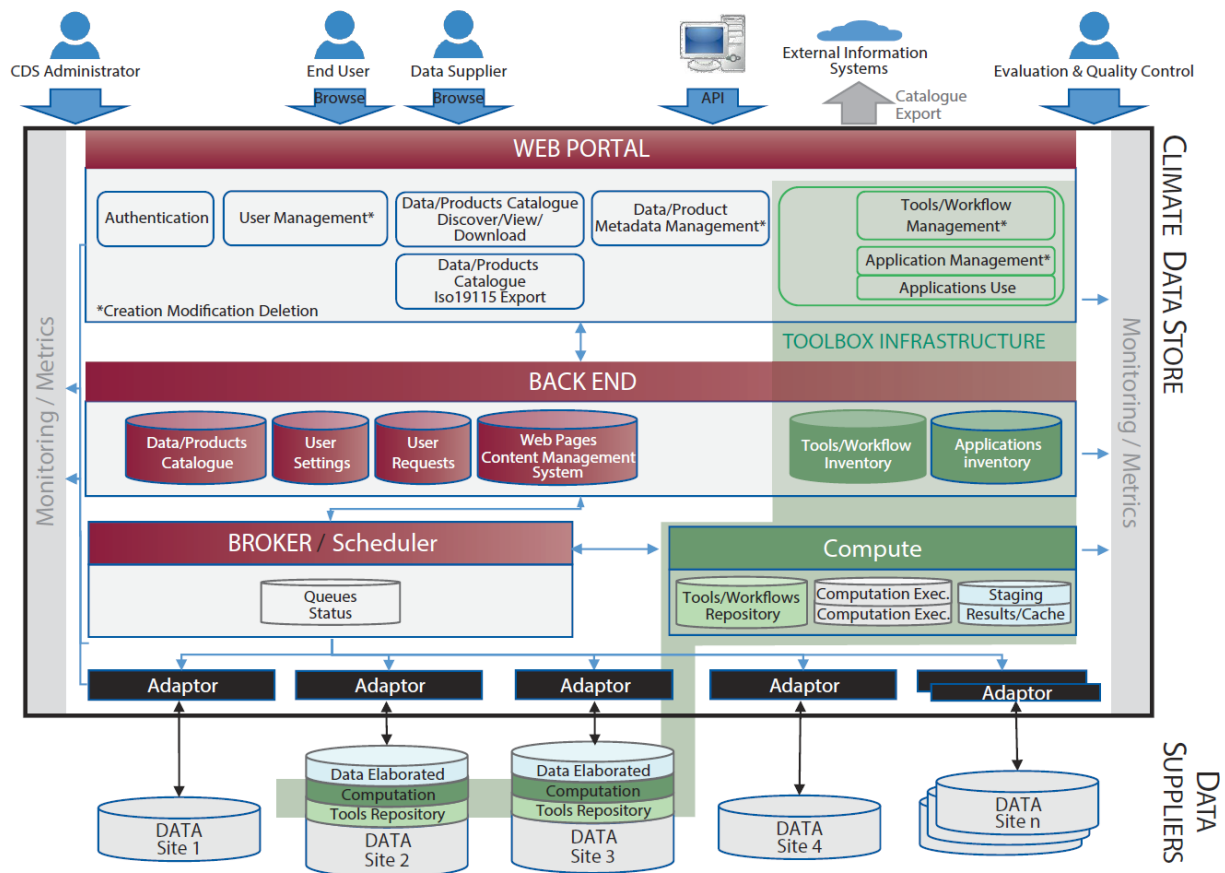 CDS Administrator
End User
Data Supplier
External Information
Systems
Evaluation & Quality Control
Browse
Browse
API
Catalogue
Export
CLIMATE DATA STORE
Monitoring / Metrics
WEB PORTAL
Authentication
User Management*
Data/Products Catalogue
Discover/View/
Download
Data/Product
Metadata Management*
Tools/Workflow
Management*
Data/Products
Catalogue
Iso19115 Export
Application Management*
Applications Use
*Creation Modification Deletion
TOOLBOX INFRASTRUCTURE
Monitoring / Metrics
BACK END
Data/Products
Catalogue
User
Settings
User
Requests
Web Pages
Content Management
System
Tools/Workflow
Inventory
Applications
inventory
BROKER / Scheduler
Queues
Status
Compute
Tools/Workflows
Repository
Computation Exec.
Computation Exec.
Staging
Results/Cache
Adaptor
Adaptor
Adaptor
Adaptor
Adaptor
DATA
SUPPLIERS
DATA
Site 1
Data Elaborated
Computation
Tools Repository
DATA
Site 2
Data Elaborated
Computation
Tools Repository
DATA
Site 3
DATA
Site 4
DATA
Site n